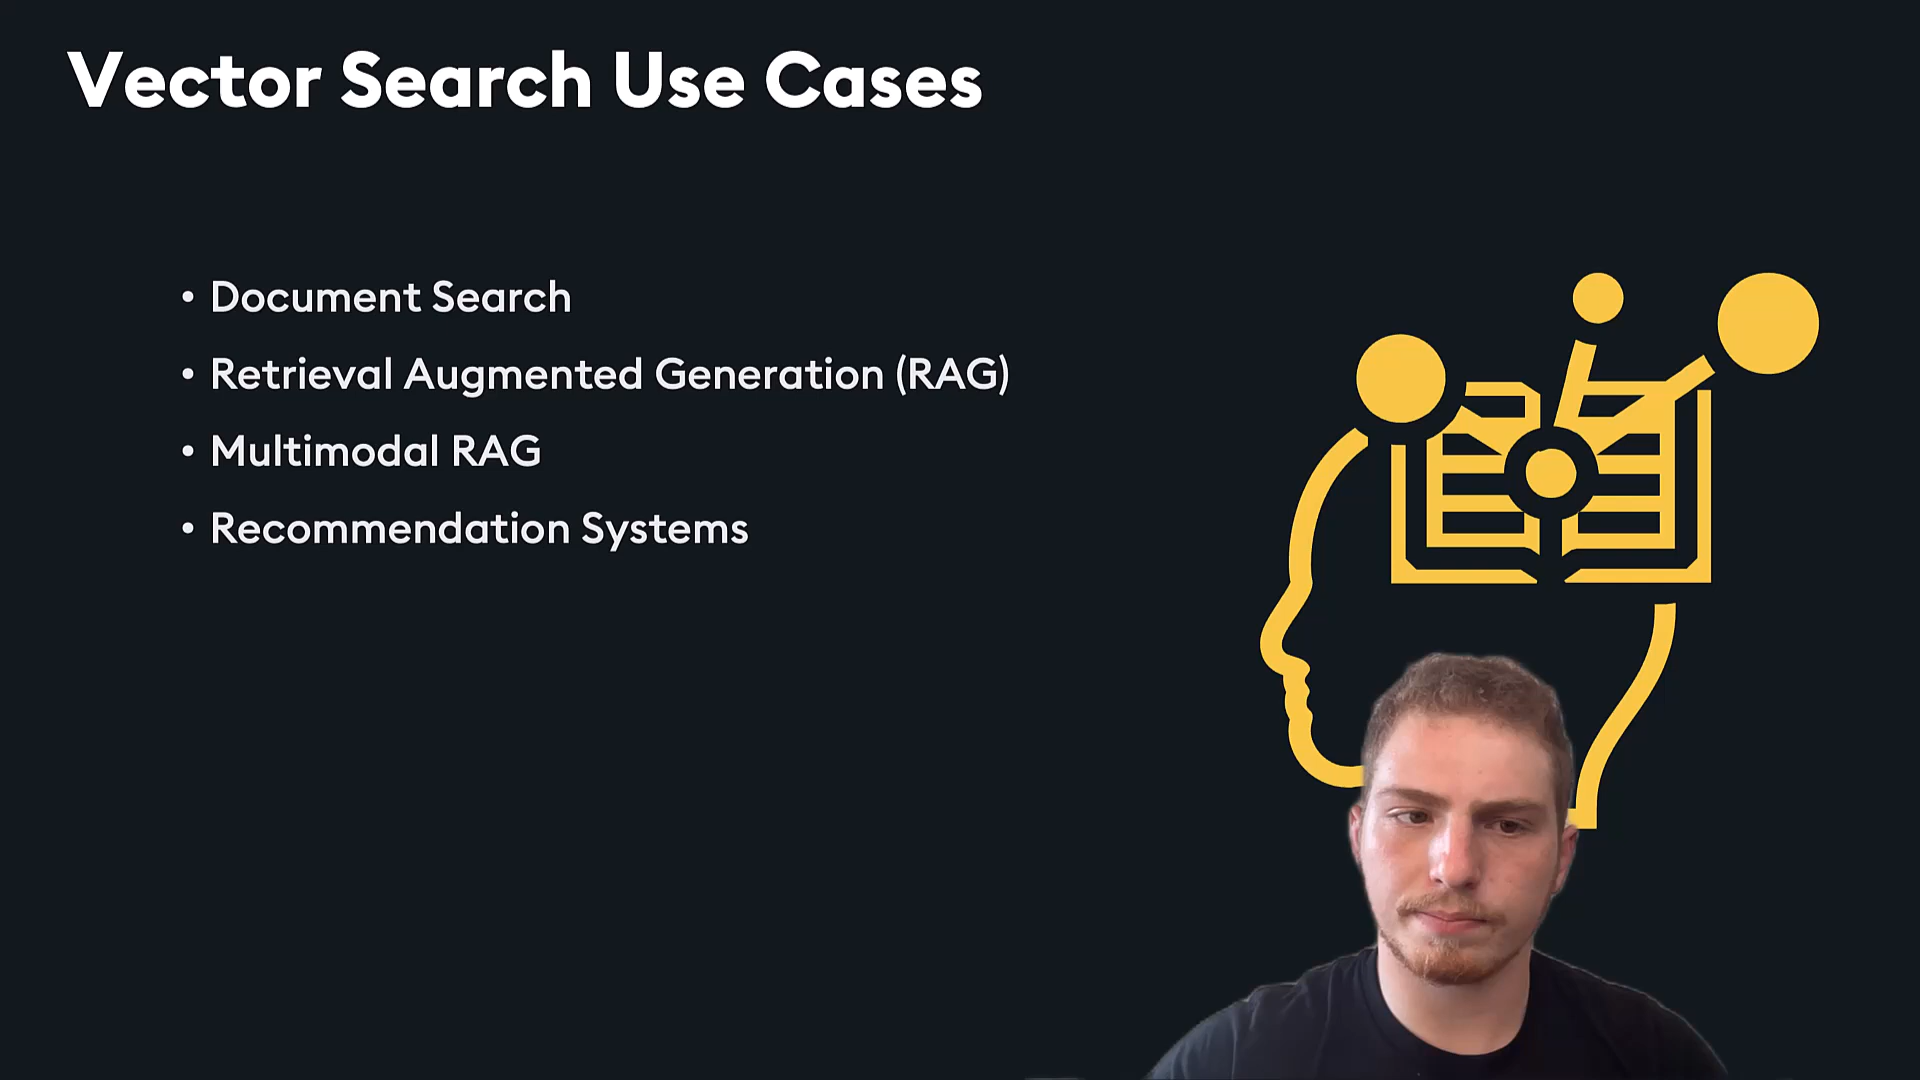 Vector Search Use Cases
• Document Search
• Retrieval Augmented Generation (RAG)
• Multimodal RAG
• Recommendation Systems